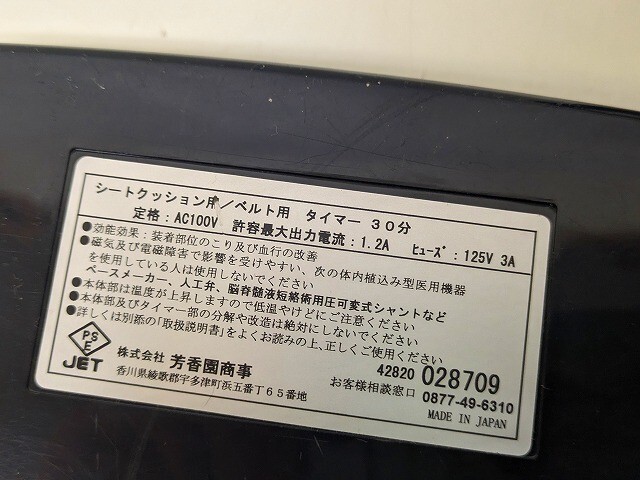 シートクッション用/ベルト用 タイマー 30分
定格：AC100V 許容最大出力電流：1.2A ヒューズ：125V 3A
●効能効果：装着部位のこり及び血行の改善
●磁気及び電磁障害で影響を受けやすい、次の体内植込み型医用機器
を使用している人は使用しないでください
ペースメーカー、人工弁、脳脊髄液短絡術用圧可変式シャントなど
●本体部は温度が上昇しますので低温やけどにご注意ください
●本体部及びタイマー部の分解や改造は絶対にしないでください
●詳しくは別添の「取扱説明書」をよくお読みの上、正しくご使用ください
PSE
JET
株式会社 芳香園商事
香川県綾歌郡宇多津町浜五番丁65番地
42820 028709
お客様相談窓口 0877-49-6310
MADE IN JAPAN